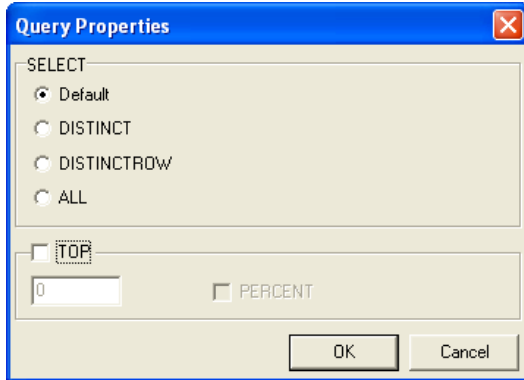 Query Properties
SELECT
Default
DISTINCT
DISTINCTROW
ALL
TOP
0 PERCENT
OK Cancel